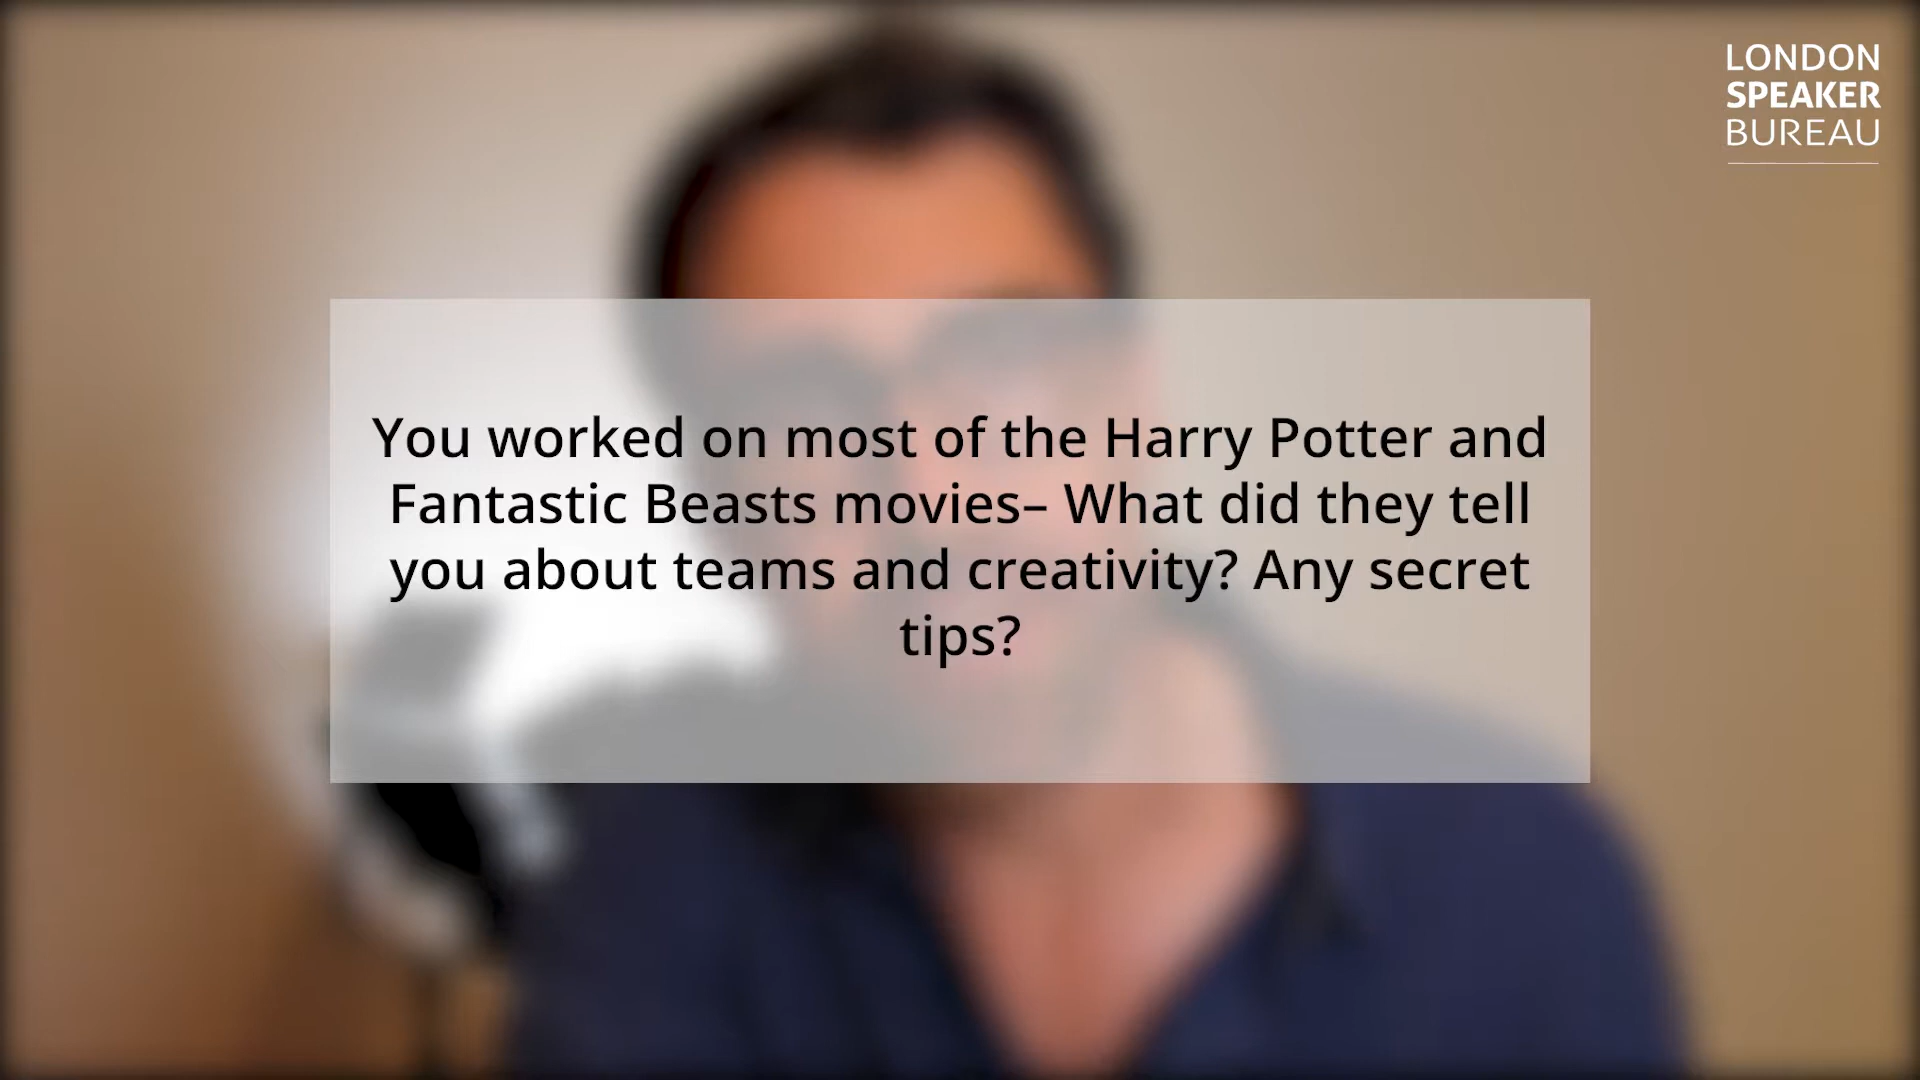 LONDON
SPEAKER
BUREAU
You worked on most of the Harry Potter and
Fantastic Beasts movies– What did they tell
you about teams and creativity? Any secret
tips?